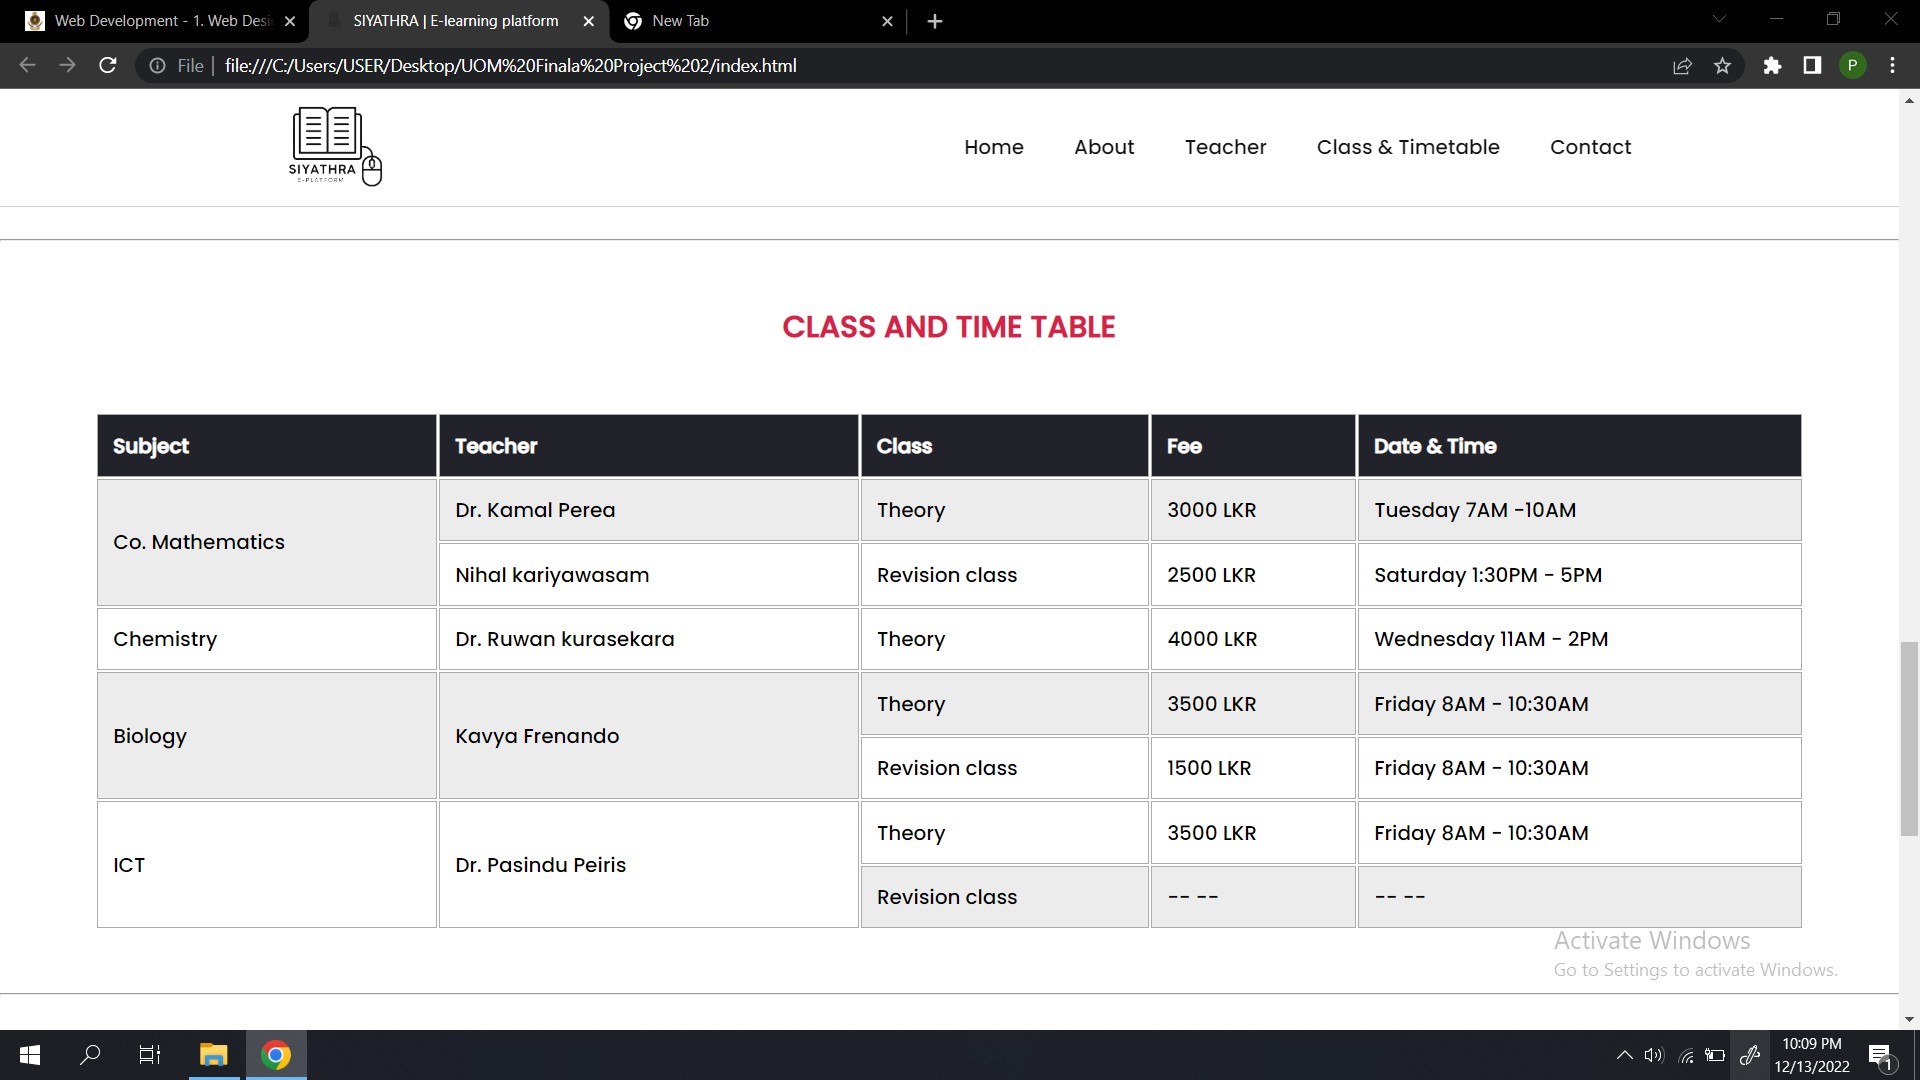 Web Development - 1. Web Desi
SIYATHRA | E-learning platform
New Tab
File
file:///C:/Users/USER/Desktop/UOM%20Finala%20Project%202/index.html
P
SIYATHRA
E-PLATFORM
Home About Teacher Class & Timetable Contact
CLASS AND TIME TABLE
Subject Teacher Class Fee Date & Time
Co. Mathematics Dr. Kamal Perea Theory 3000 LKR Tuesday 7AM -10AM
Nihal kariyawasam Revision class 2500 LKR Saturday 1:30PM - 5PM
Chemistry Dr. Ruwan kurasekara Theory 4000 LKR Wednesday 11AM - 2PM
Biology Kavya Frenando Theory 3500 LKR Friday 8AM - 10:30AM
Revision class 1500 LKR Friday 8AM - 10:30AM
ICT Dr. Pasindu Peiris Theory 3500 LKR Friday 8AM - 10:30AM
Revision class -- -- -- --
Activate Windows
Go to Settings to activate Windows.
10:09 PM
12/13/2022
1